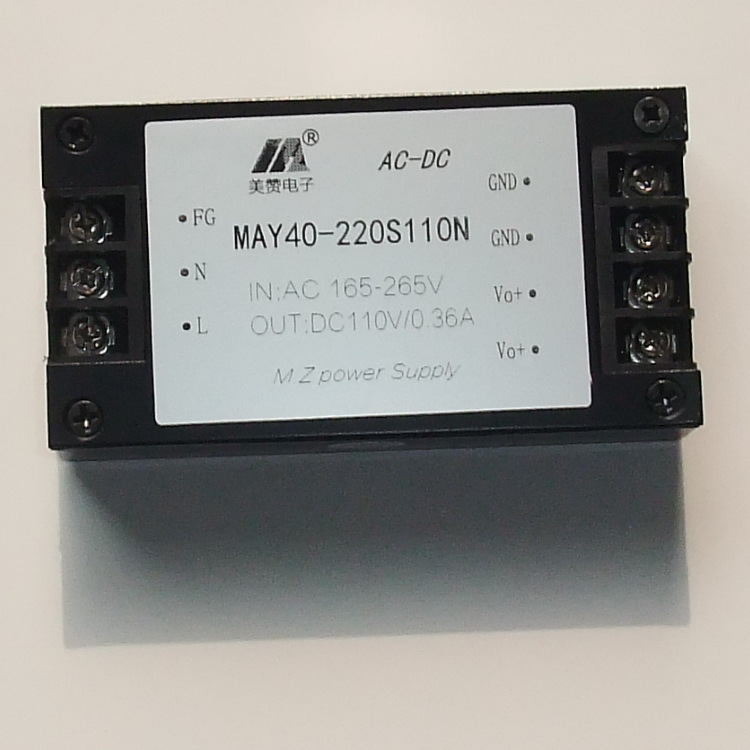 ®
美赞电子
AC-DC
FG
N
L
MAY40-220S110N
IN:AC 165-265V
OUT:DC110V/0.36A
M.Z power Supply
GND
GND
Vo+
Vo+